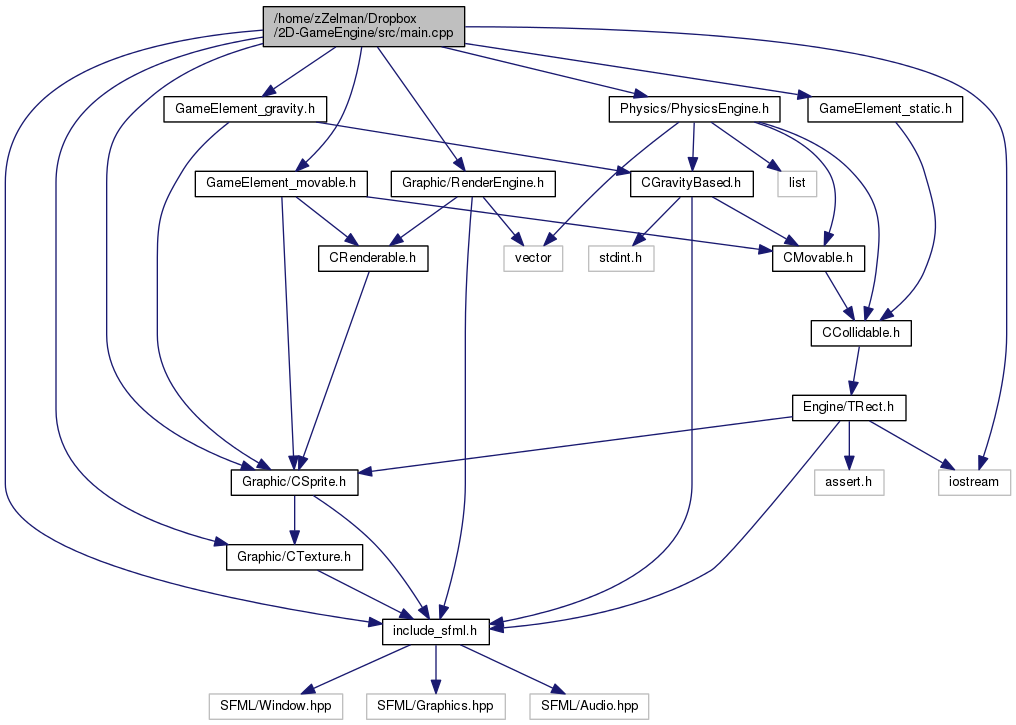 /home/zZelman/Dropbox
/2D-GameEngine/src/main.cpp
GameElement_gravity.h
Physics/PhysicsEngine.h
GameElement_static.h
GameElement_movable.h
Graphic/RenderEngine.h
CGravityBased.h
list
CRenderable.h
vector
stdint.h
CMovable.h
CCollidable.h
Engine/TRect.h
Graphic/CSprite.h
assert.h
iostream
Graphic/CTexture.h
include_sfml.h
SFML/Window.hpp
SFML/Graphics.hpp
SFML/Audio.hpp